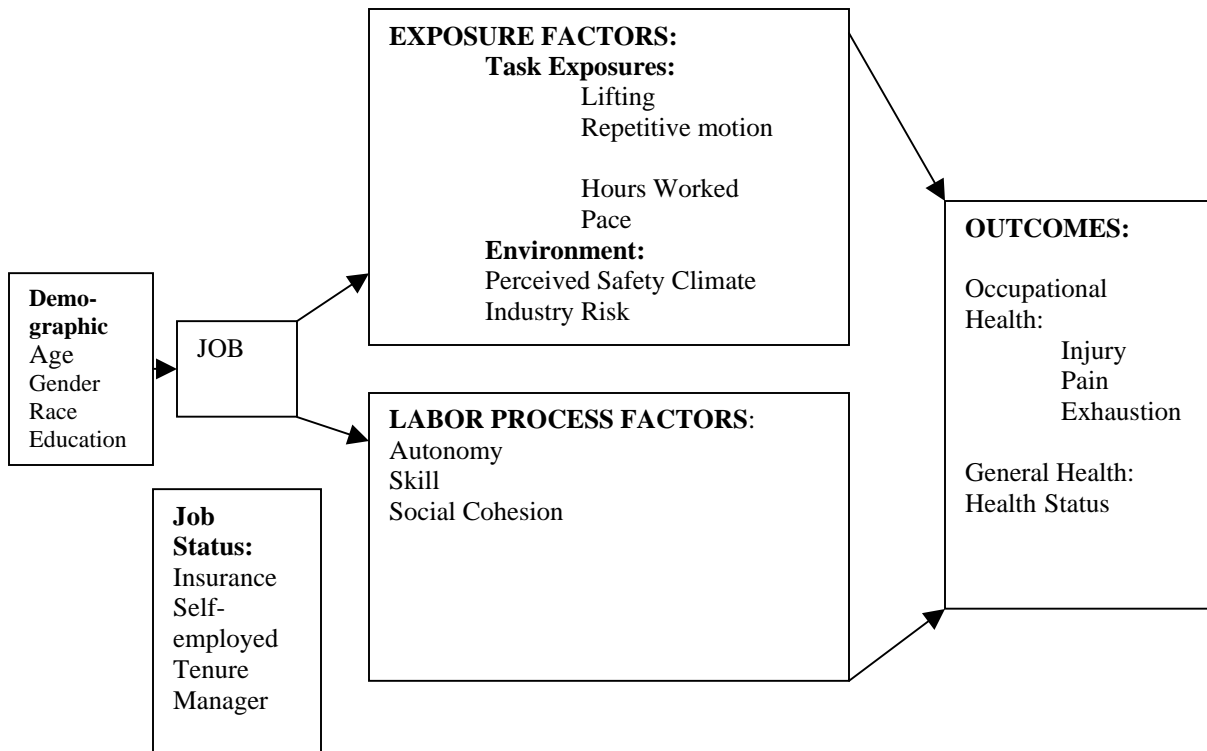 Demo-
graphic
Age
Gender
Race
Education
JOB
Job
Status:
Insurance
Self-
employed
Tenure
Manager
EXPOSURE FACTORS:
Task Exposures:
Lifting
Repetitive motion
Hours Worked
Pace
Environment:
Perceived Safety Climate
Industry Risk
LABOR PROCESS FACTORS:
Autonomy
Skill
Social Cohesion
OUTCOMES:
Occupational
Health:
Injury
Pain
Exhaustion
General Health:
Health Status